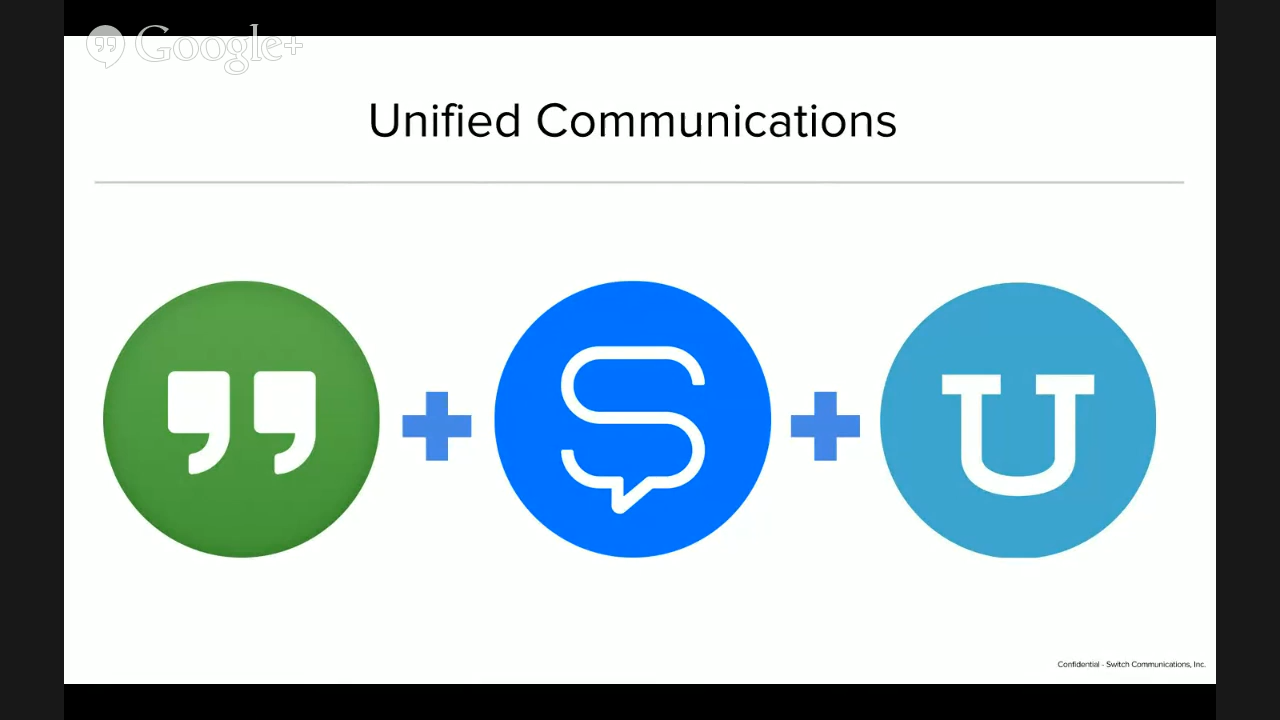 Google+
Unified Communications
S
U
Confidential - Switch Communications, Inc.